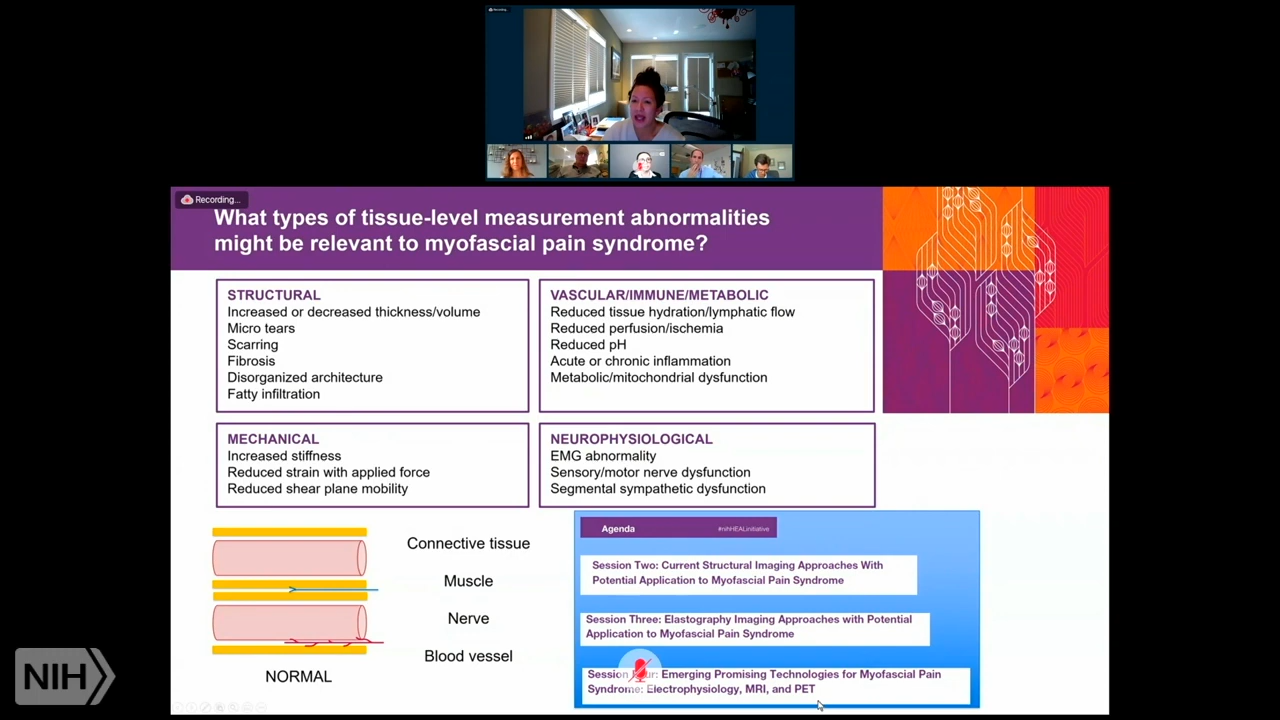 Recording...
What types of tissue-level measurement abnormalities
might be relevant to myofascial pain syndrome?
STRUCTURAL
Increased or decreased thickness/volume
Micro tears
Scarring
Fibrosis
Disorganized architecture
Fatty infiltration
VASCULAR/IMMUNE/METABOLIC
Reduced tissue hydration/lymphatic flow
Reduced perfusion/ischemia
Reduced pH
Acute or chronic inflammation
Metabolic/mitochondrial dysfunction
MECHANICAL
Increased stiffness
Reduced strain with applied force
Reduced shear plane mobility
NEUROPHYSIOLOGICAL
EMG abnormality
Sensory/motor nerve dysfunction
Segmental sympathetic dysfunction
Connective tissue
Muscle
Nerve
Blood vessel
NORMAL
Agenda
#nihHEALinitiative
Session Two: Current Structural Imaging Approaches With
Potential Application to Myofascial Pain Syndrome
Session Three: Elastography Imaging Approaches with Potential
Application to Myofascial Pain Syndrome
Session Four: Emerging Promising Technologies for Myofascial Pain
Syndrome: Electrophysiology, MRI, and PET
NIH